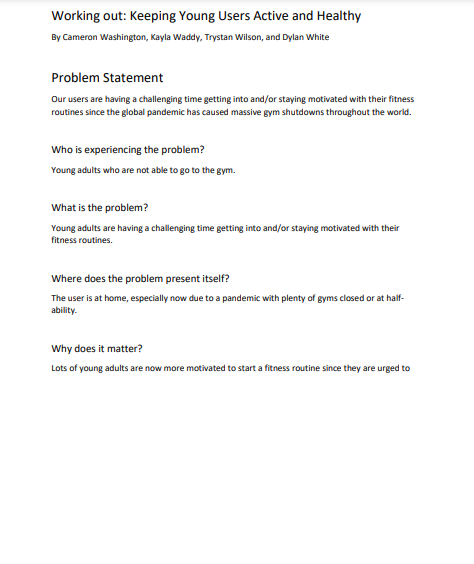 Working out: Keeping Young Users Active and Healthy
By Cameron Washington, Kayla Waddy, Trystan Wilson, and Dylan White
Problem Statement
Our users are having a challenging time getting into and/or staying motivated with their fitness
routines since the global pandemic has caused massive gym shutdowns throughout the world.
Who is experiencing the problem?
Young adults who are not able to go to the gym.
What is the problem?
Young adults are having a challenging time getting into and/or staying motivated with their
fitness routines.
Where does the problem present itself?
The user is at home, especially now due to a pandemic with plenty of gyms closed or at half-
ability.
Why does it matter?
Lots of young adults are now more motivated to start a fitness routine since they are urged to